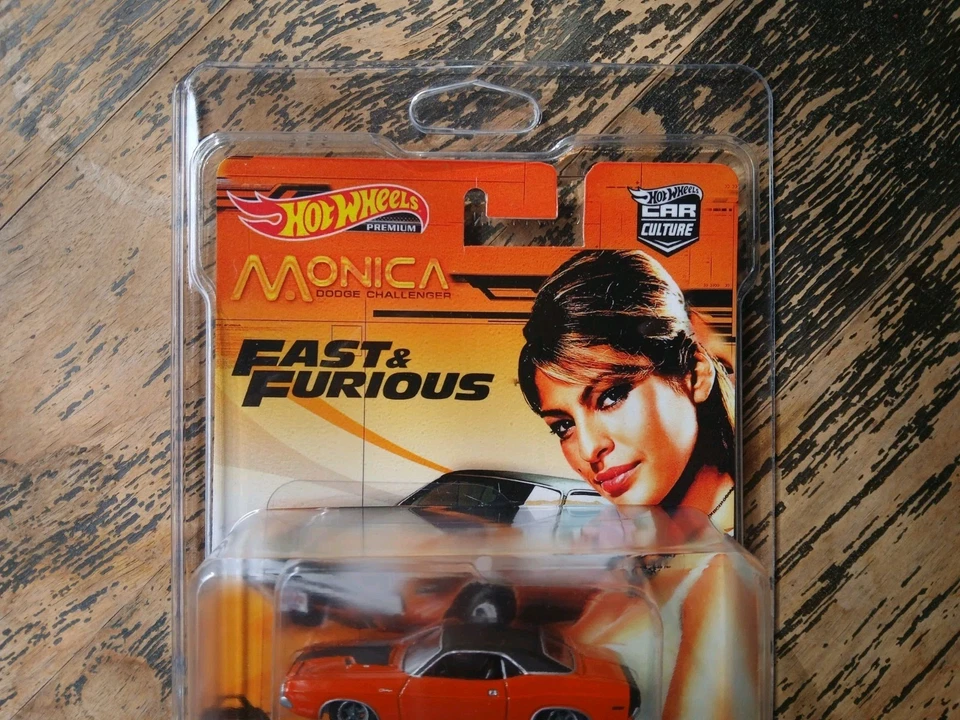 HOT WHEELS
PREMIUM
HOT WHEELS
CAR
CULTURE
MONICA
DODGE CHALLENGER
FAST &
FURIOUS